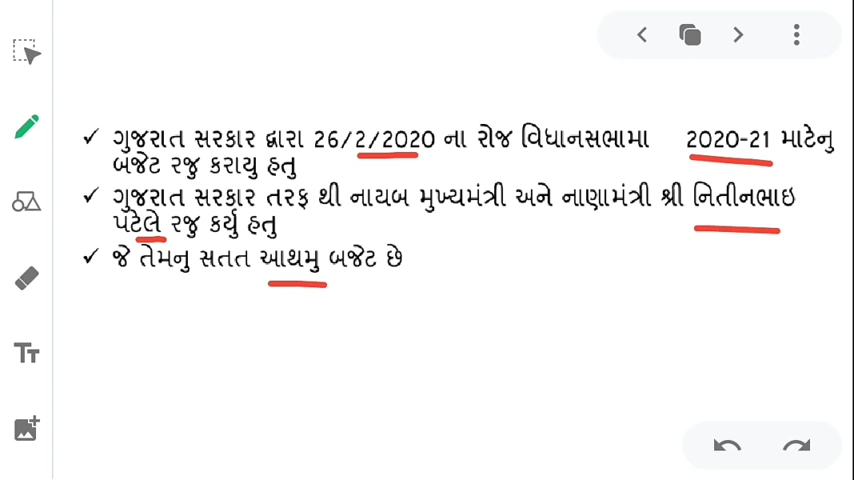 ✓ ગુજરાત સરકાર દ્વારા 26/2/2020 ના રોજ વિધાનસભામા 2020-21 માટેનુ
બજેટ રજુ કરાયુ હતુ
✓ ગુજરાત સરકાર તરફ થી નાયબ મુખ્યમંત્રી અને નાણામંત્રી શ્રી નિતીનભાઇ
પટેલે રજુ કર્યુ હતુ
✓ જે તેમનુ સતત આથમુ બજેટ છે
TT